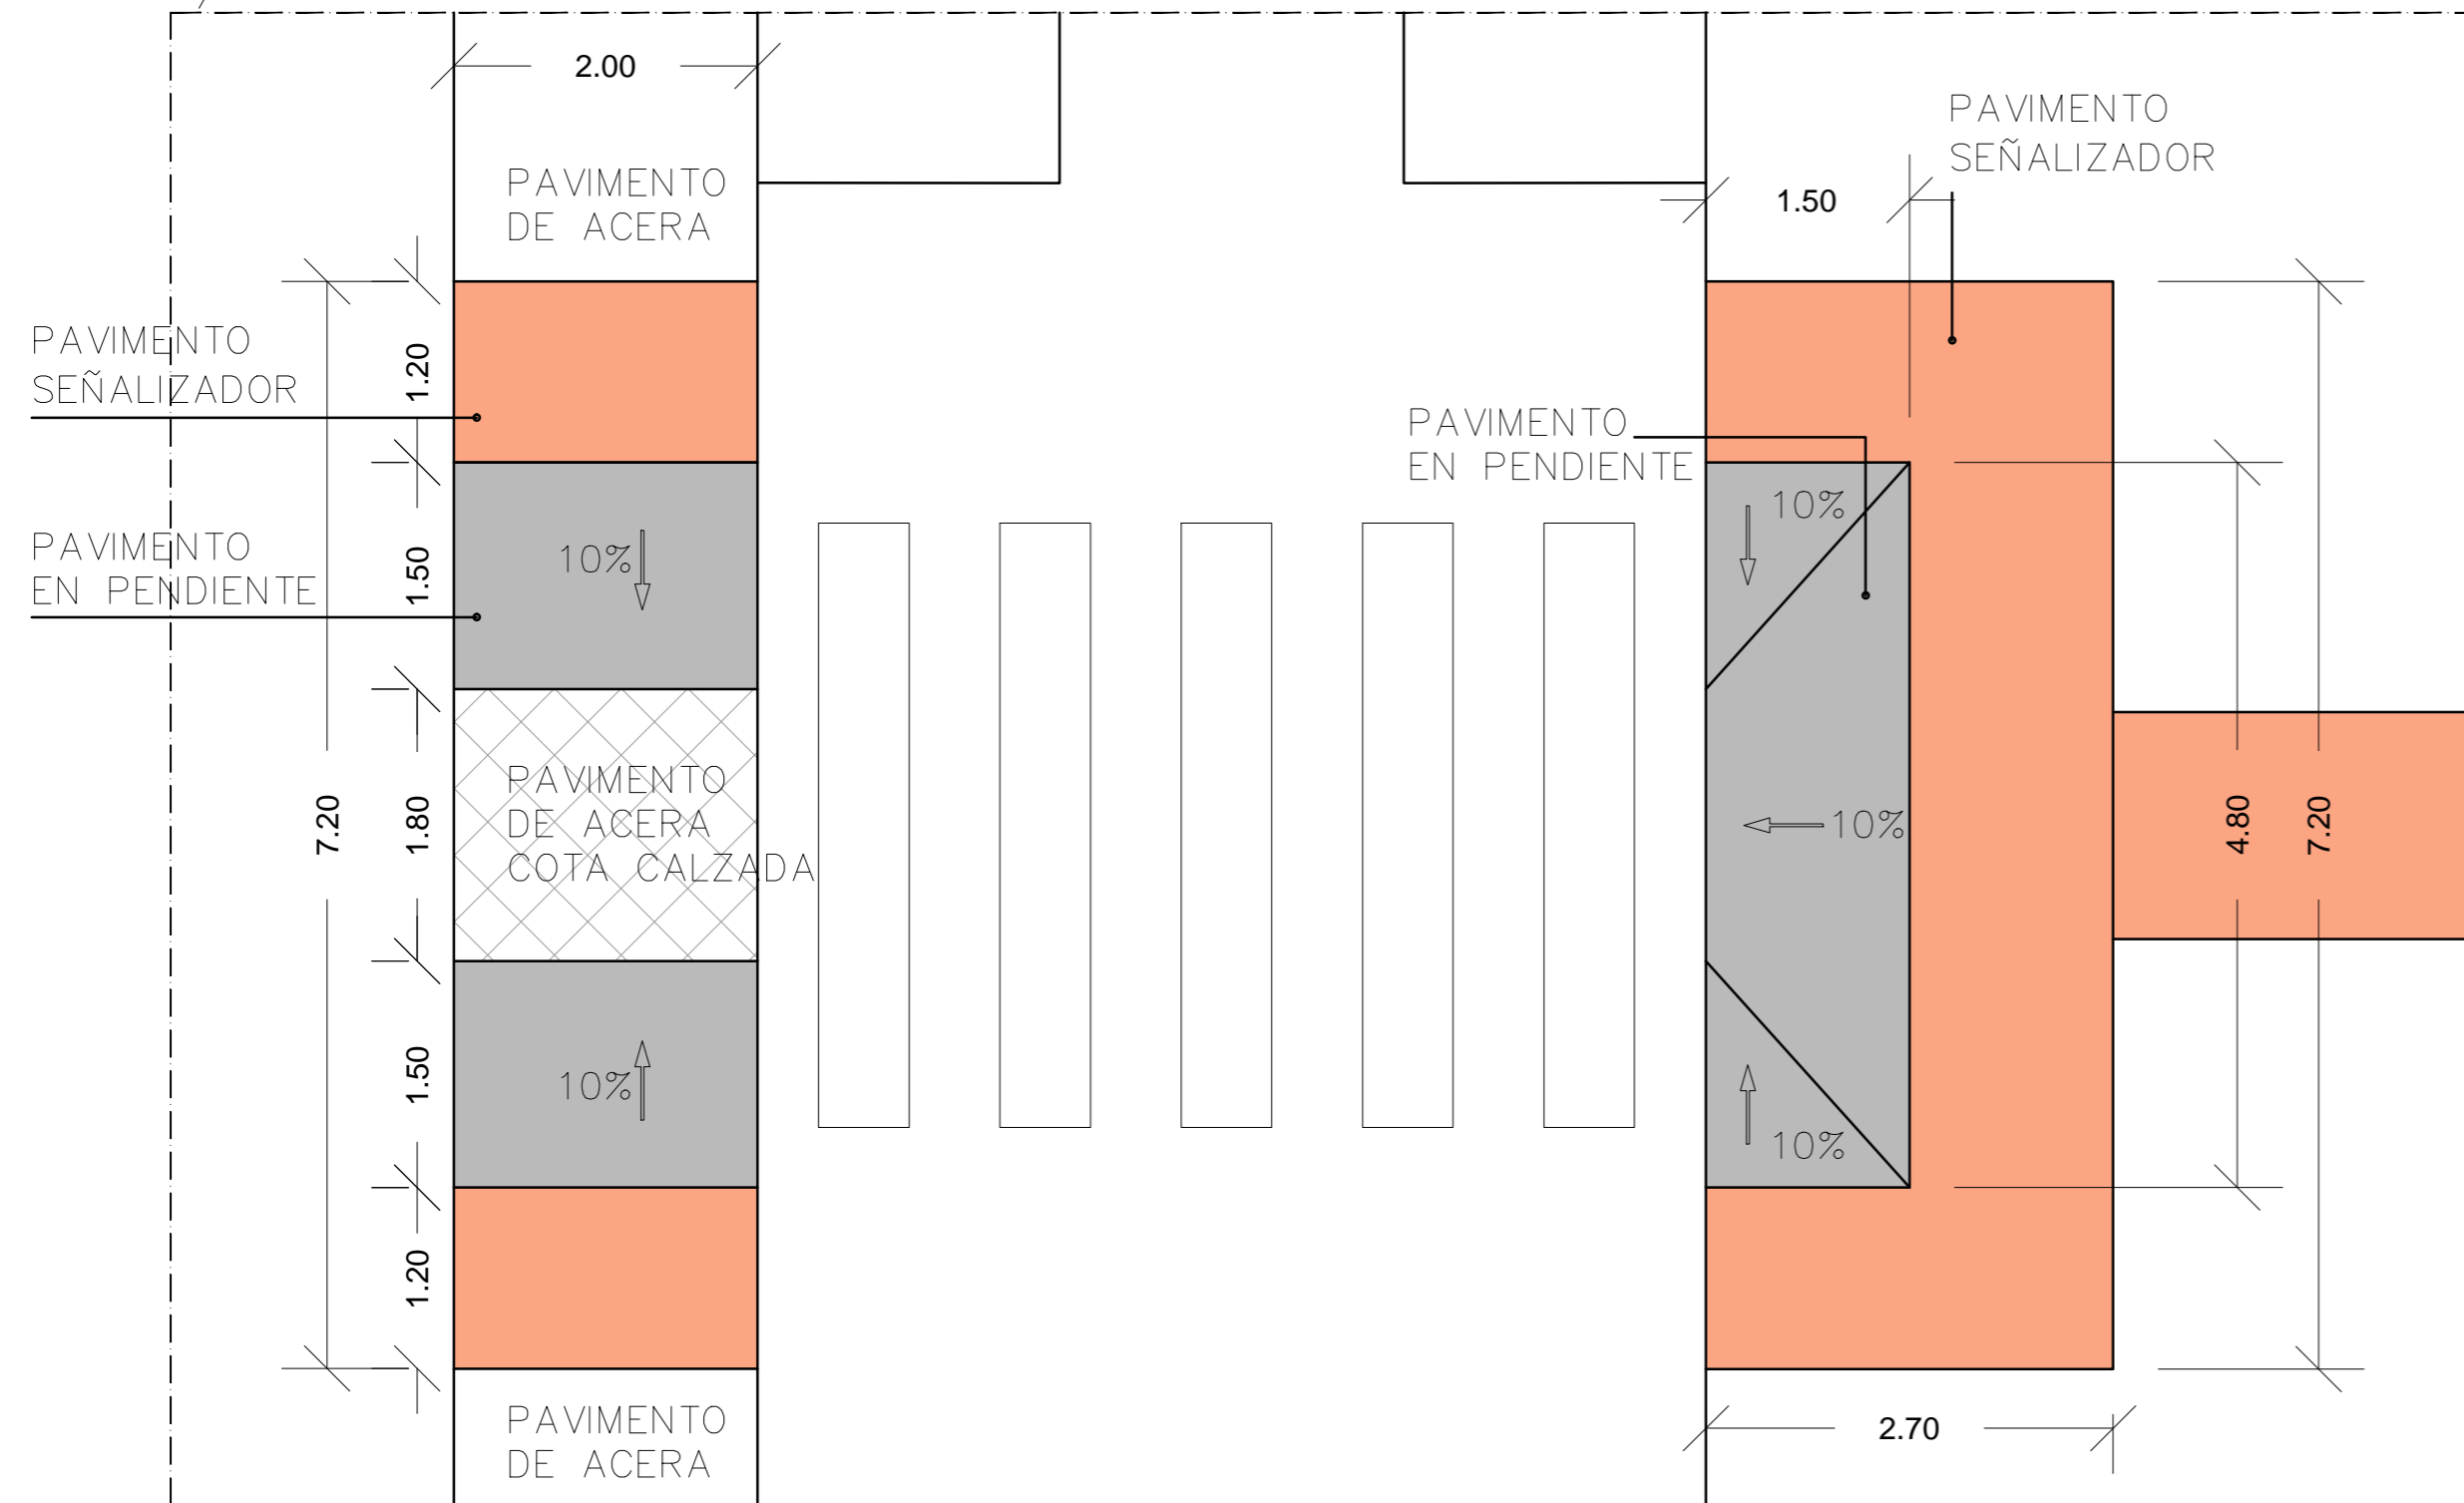 2.00
PAVIMENTO
SEÑALIZADOR
PAVIMENTO
DE ACERA
1.50
PAVIMENTO
SEÑALIZADOR
1.20
PAVIMENTO
EN PENDIENTE
10%
PAVIMENTO
EN PENDIENTE
1.50
10%
PAVIMENTO
DE ACERA
COTA CALZADA
7.20
1.80
10%
4.80
7.20
1.50
10%
10%
1.20
PAVIMENTO
DE ACERA
2.70